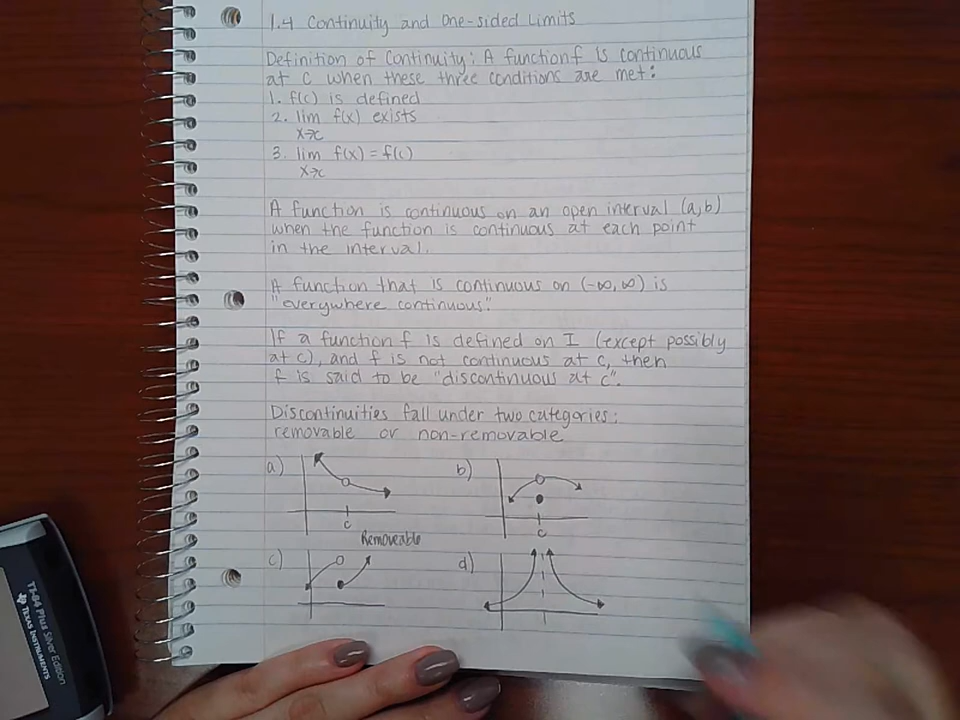 1.4 Continuity and One-sided Limits
Definition of Continuity: A function f is continuous
at c when these three conditions are met:
1. f(c) is defined
2. lim f(x) exists
x→c
3. lim f(x) = f(c)
x→c
A function is continuous on an open interval (a,b)
when the function is continuous at each point
in the interval.
A function that is continuous on (-∞,∞) is
"everywhere continuous".
If a function f is defined on I (except possibly
at c), and f is not continuous at c, then
f is said to be "discontinuous at c".
Discontinuities fall under two categories:
removable or non-removable
a)
b)
c
c
Removeable
c)
d)
TI-84 Plus Silver Edition
TEXAS INSTRUMENTS